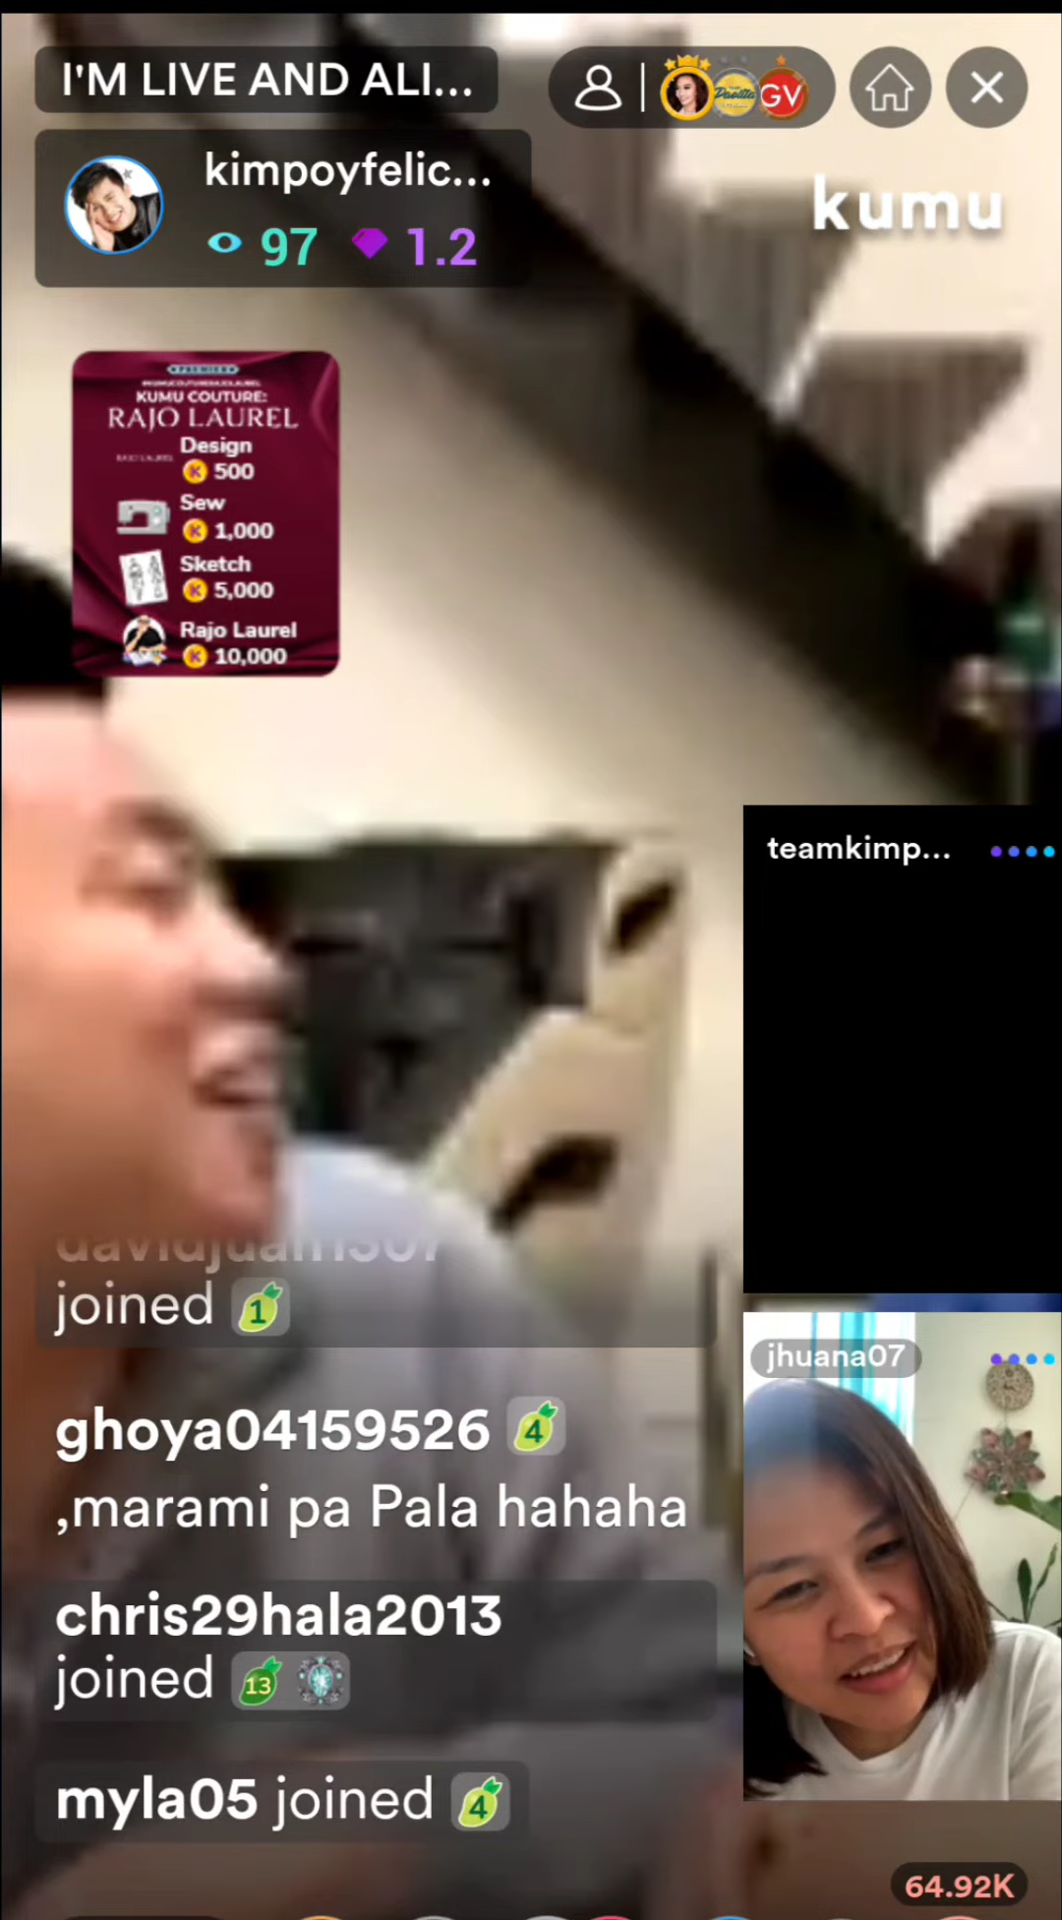 I'M LIVE AND ALI...
GV
kimpoyfelic...
97 1.2
kumu
KUMU COUTURE:
RAJO LAUREL
Design
500
Sew
1,000
Sketch
5,000
Rajo Laurel
10,000
teamkimp...
joined 1
jhuana07
ghoya04159526 4
,marami pa Pala hahaha
chris29hala2013
joined 13
myla05 joined 4
64.92K